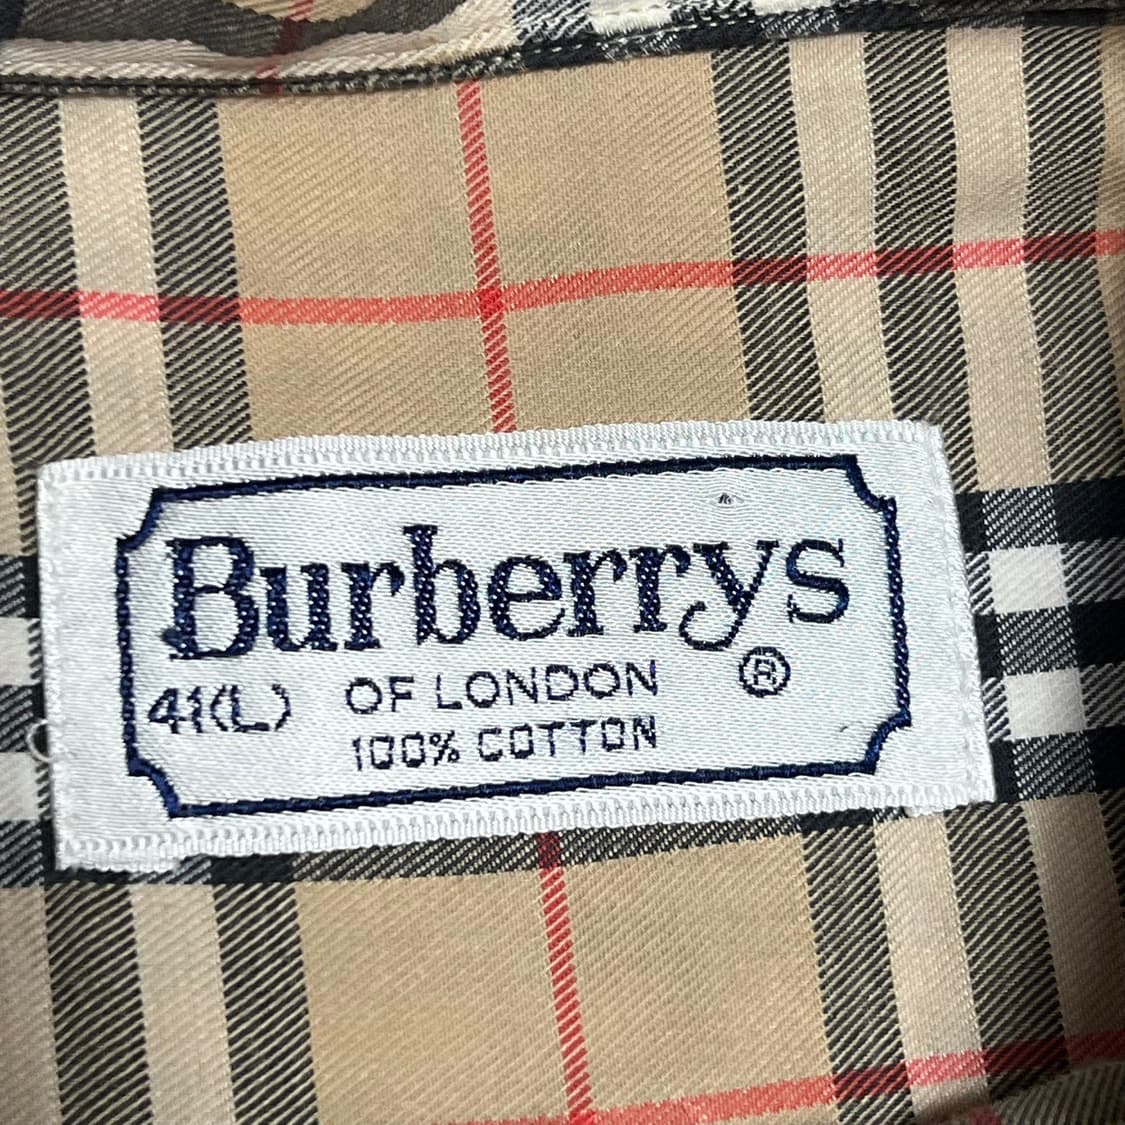 Burberrys
41(L) OF LONDON ®
100% COTTON